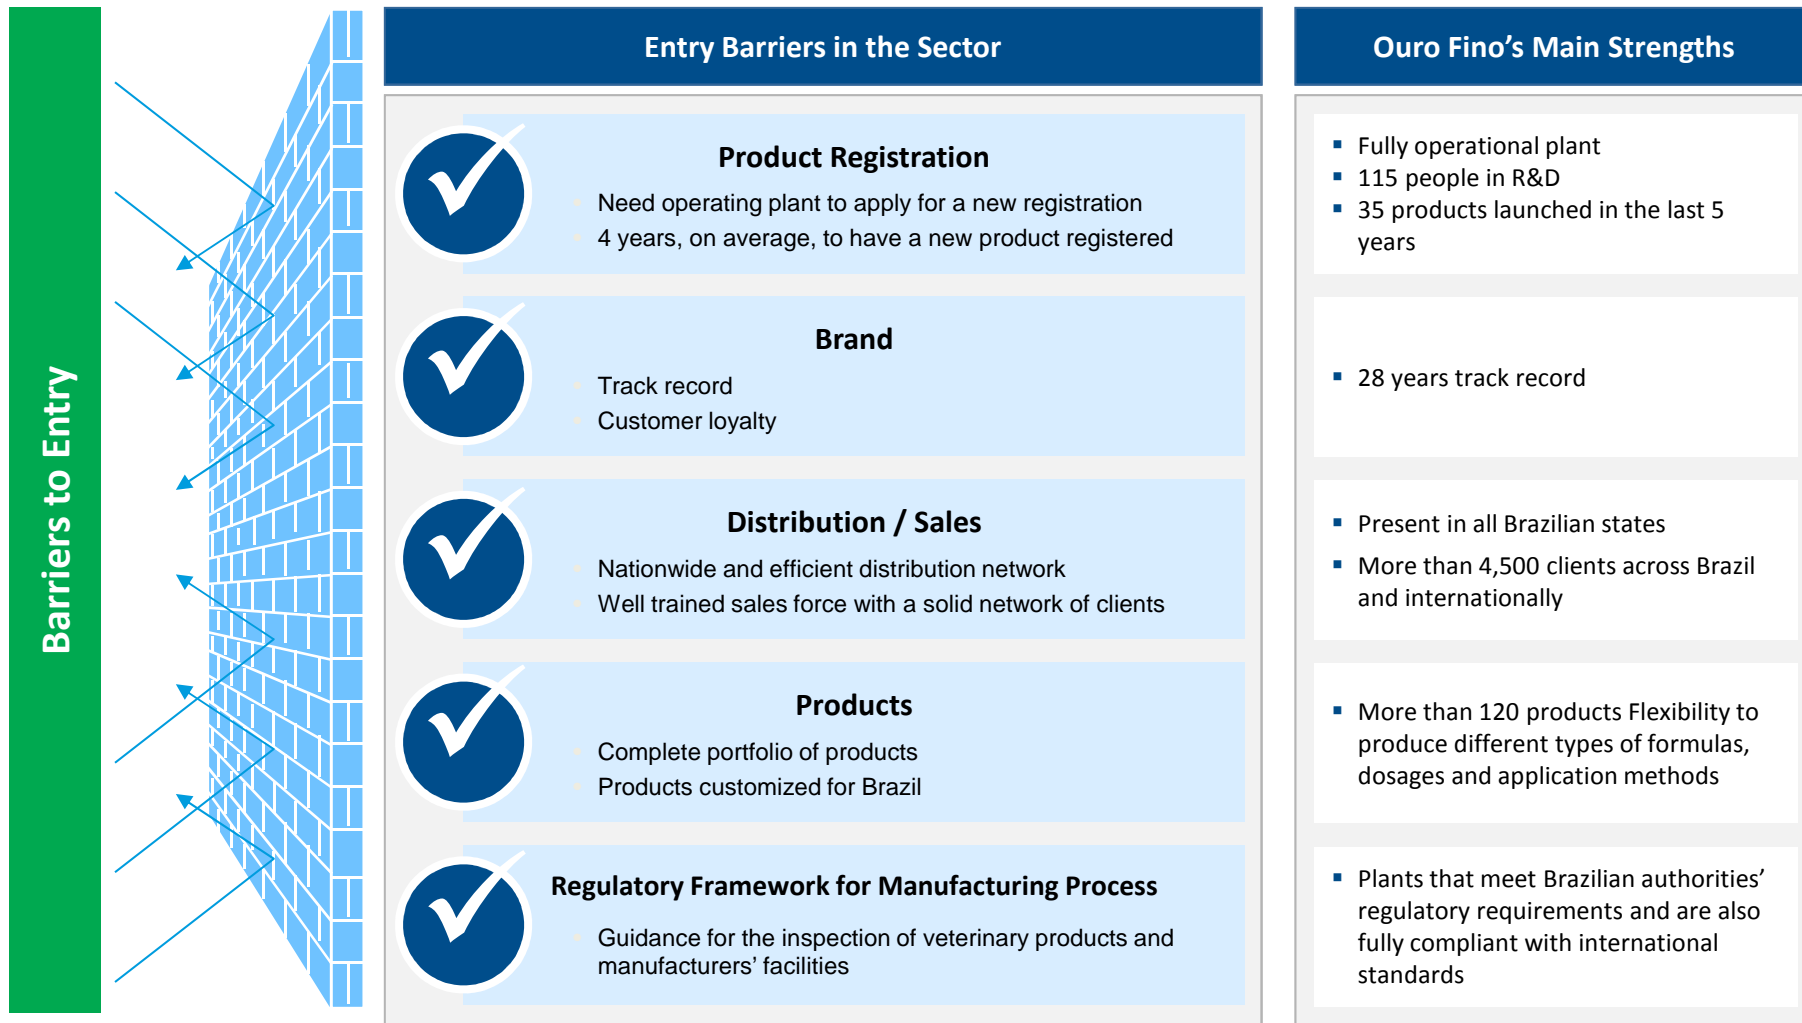 Barriers to Entry
Entry Barriers in the Sector
Product Registration
Need operating plant to apply for a new registration
4 years, on average, to have a new product registered
Brand
Track record
Customer loyalty
Distribution / Sales
Nationwide and efficient distribution network
Well trained sales force with a solid network of clients
Products
Complete portfolio of products
Products customized for Brazil
Regulatory Framework for Manufacturing Process
Guidance for the inspection of veterinary products and
manufacturers’ facilities
Ouro Fino’s Main Strengths
Fully operational plant
115 people in R&D
35 products launched in the last 5
years
28 years track record
Present in all Brazilian states
More than 4,500 clients across Brazil
and internationally
More than 120 products Flexibility to
produce different types of formulas,
dosages and application methods
Plants that meet Brazilian authorities’
regulatory requirements and are also
fully compliant with international
standards